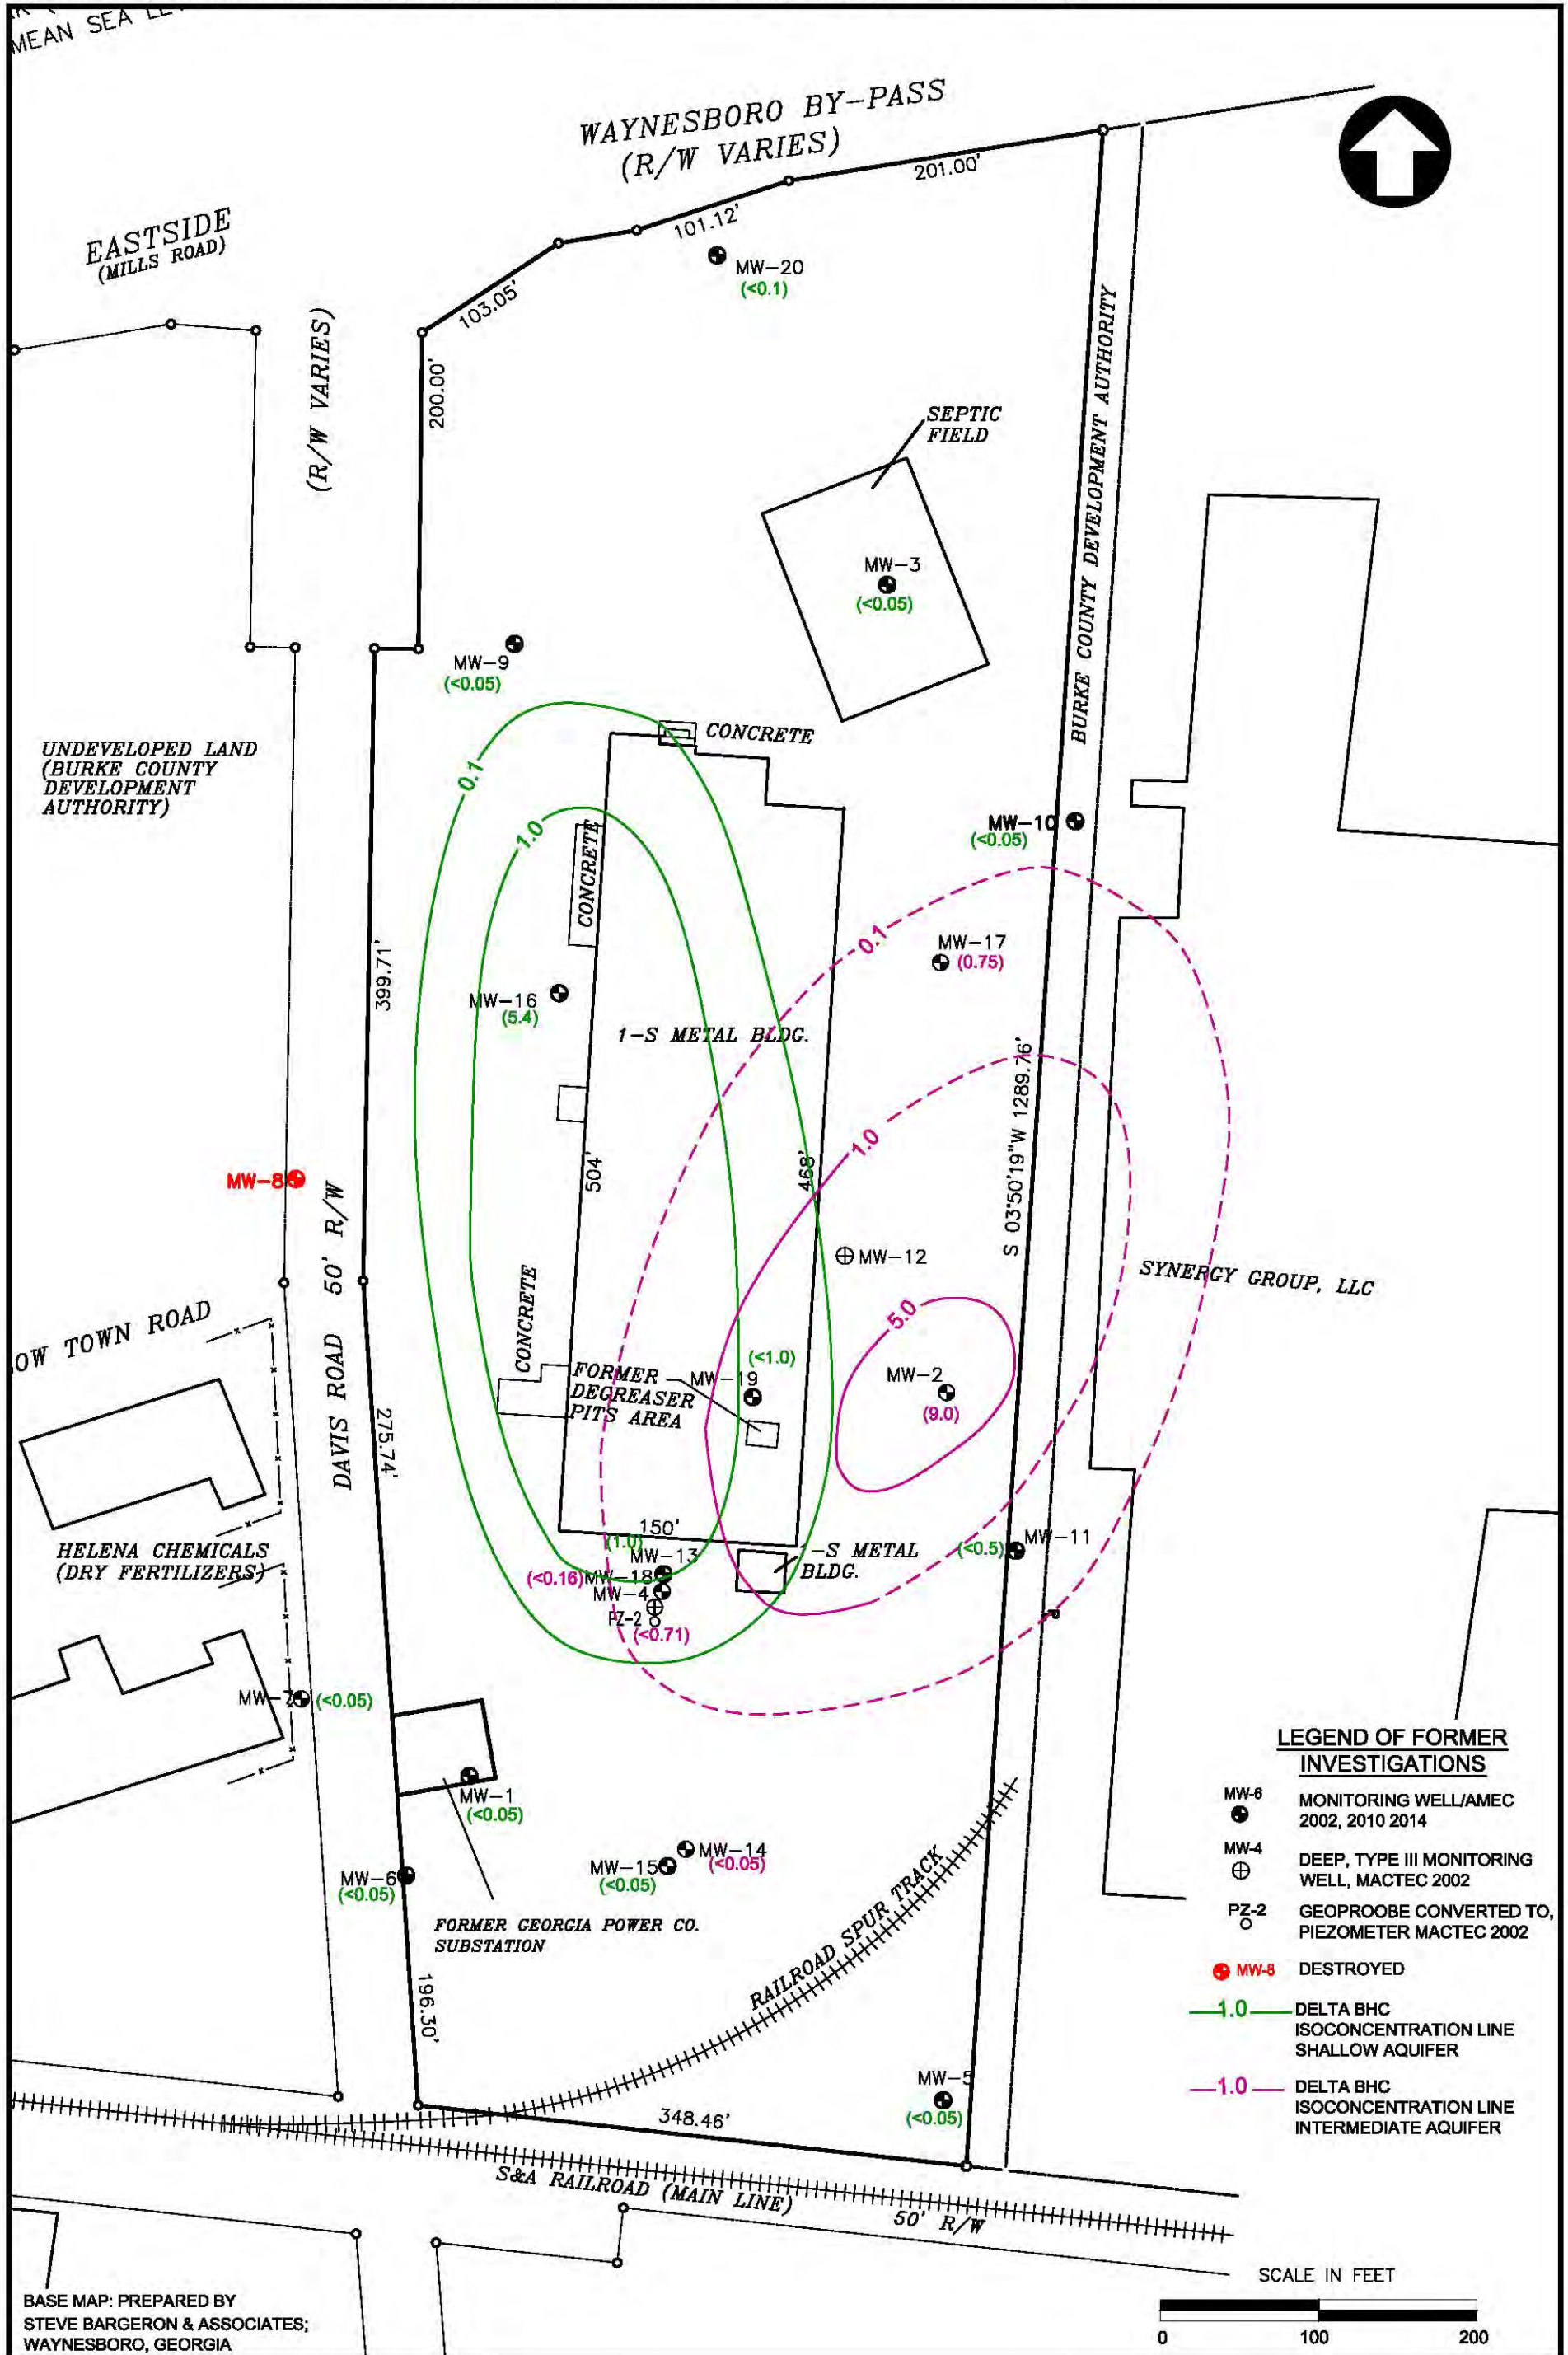 MEAN SEA
WAYNESBORO BY-PASS
(R/W VARIES)
201.00'
101.12'
103.05'
200.00'
EASTSIDE
(MILLS ROAD)
(R/W VARIES)
MW-20
(<0.1)
SEPTIC
FIELD
BURKE COUNTY DEVELOPMENT AUTHORITY
MW-3
(<0.05)
MW-9
(<0.05)
UNDEVELOPED LAND
(BURKE COUNTY
DEVELOPMENT
AUTHORITY)
CONCRETE
0.1
1.0
CONCRETE
MW-10
(<0.05)
399.71'
0.1
MW-17
(0.75)
MW-16
(5.4)
1-S METAL BLDG.
S 03°50'19"W 1289.76'
1.0
504'
468'
MW-8
DAVIS ROAD 50' R/W
MW-12
SYNERGY GROUP, LLC
OW TOWN ROAD
5.0
CONCRETE
(<1.0)
FORMER
DEGREASER
PITS AREA
MW-19
MW-2
(9.0)
275.74'
150'
HELENA CHEMICALS
(DRY FERTILIZERS)
(1.0)
MW-13
(<0.16)
MW-18
MW-4
PZ-2
(<0.71)
1-S METAL
BLDG.
(<0.5)
MW-11
MW-7
(<0.05)
MW-1
(<0.05)
MW-6
(<0.05)
MW-14
(<0.05)
MW-15
(<0.05)
FORMER GEORGIA POWER CO.
SUBSTATION
RAILROAD SPUR TRACK
196.30'
MW-5
(<0.05)
348.46'
S&A RAILROAD (MAIN LINE)
50' R/W
LEGEND OF FORMER
INVESTIGATIONS
MW-6
MONITORING WELL/AMEC
2002, 2010 2014
MW-4
DEEP, TYPE III MONITORING
WELL, MACTEC 2002
PZ-2
GEOPROOBE CONVERTED TO,
PIEZOMETER MACTEC 2002
MW-8 DESTROYED
1.0 DELTA BHC
ISOCONCENTRATION LINE
SHALLOW AQUIFER
1.0 DELTA BHC
ISOCONCENTRATION LINE
INTERMEDIATE AQUIFER
SCALE IN FEET
0 100 200
BASE MAP: PREPARED BY
STEVE BARGERON & ASSOCIATES;
WAYNESBORO, GEORGIA